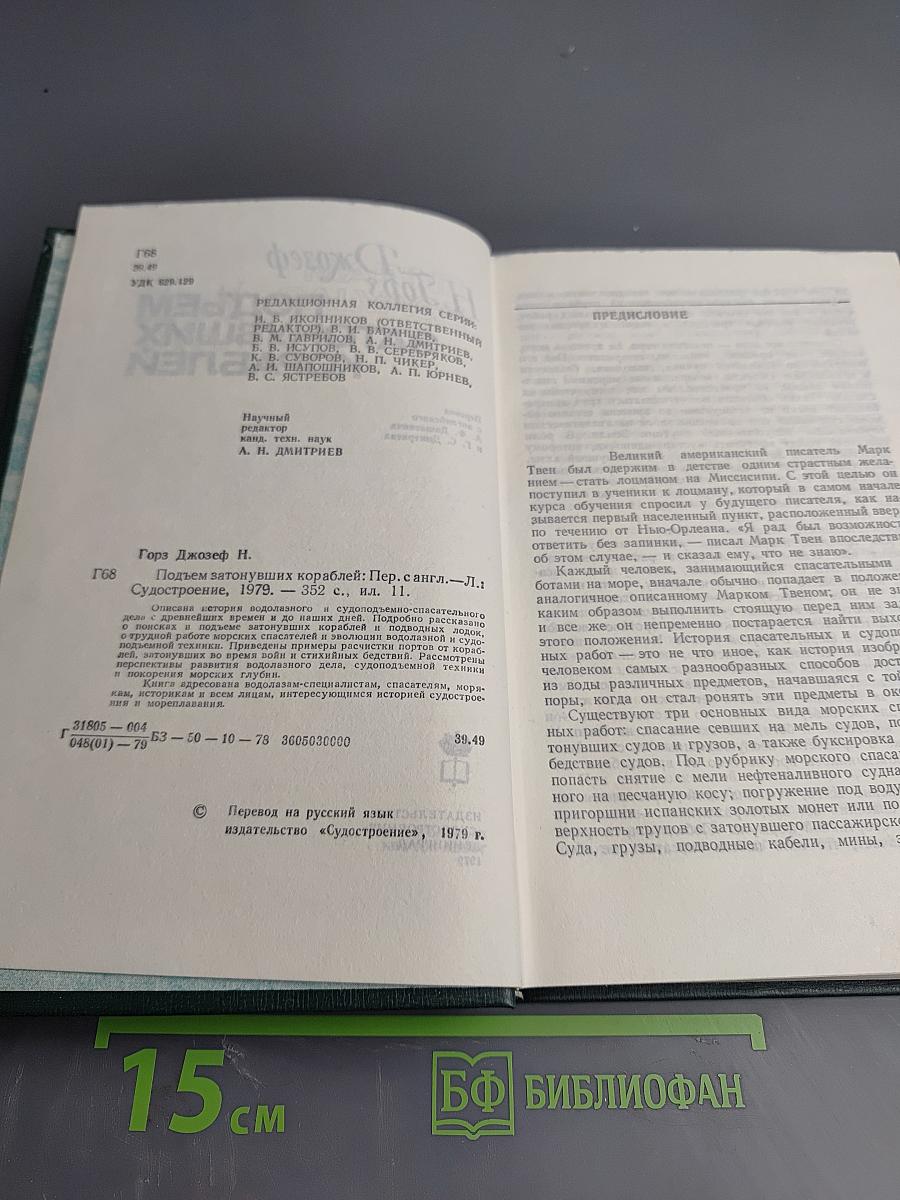 Г68
39.49
УДК 629.129
РЕДАКЦИОННАЯ КОЛЛЕГИЯ СЕРИИ:
И. В. ИКОННИКОВ (ОТВЕТСТВЕННЫЙ
РЕДАКТОР), В. И. БАРАНЦЕВ,
В. М. ГАВРИЛОВ, А. Н. ДМИТРИЕВ,
Б. В. ИСУПОВ, В. В. СЕРЕБРЯКОВ,
К. В. СУВОРОВ, Н. П. ЧИКЕР,
А. И. ШАПОШНИКОВ, А. П. ЮРНЕВ,
В. С. ЯСТРЕБОВ
Научный
редактор
канд. техн. наук
А. Н. ДМИТРИЕВ
Горз Джозеф Н.
Г68 Подъем затонувших кораблей: Пер. с англ.—Л.:
Судостроение, 1979. — 352 с., ил. 11.
Описана история водолазного и судоподъемно-спасательного
дела с древнейших времен и до наших дней. Подробно рассказано
о поисках и подъеме затонувших кораблей и подводных лодок,
о трудной работе морских спасателей и эволюции водолазной и судо-
подъемной техники. Приведены примеры расчистки портов от кораб-
лей, затонувших во время войн и стихийных бедствий. Рассмотрены
перспективы развития водолазного дела, судоподъемной техники
и покорения морских глубин.
Книга адресована водолазам-специалистам, спасателям, моря-
кам, историкам и всем лицам, интересующимся историей судострое-
ния и мореплавания.
Г 31805 — 004
048(01) — 79 БЗ — 50 — 10 — 78 3605030000 39.49
© Перевод на русский язык
издательство «Судостроение», 1979 г.
ПРЕДИСЛОВИЕ
Великий американский писатель Марк
Твен был одержим в детстве одним страстным жела-
нием — стать лоцманом на Миссисипи. С этой целью он
поступил в ученики к лоцману, который в самом начале
курса обучения спросил у будущего писателя, как на-
зывается первый населенный пункт, расположенный ввер
по течению от Нью-Орлеана. «Я рад был возможност
ответить без запинки, — писал Марк Твен впоследстви
об этом случае, — и сказал ему, что не знаю».
Каждый человек, занимающийся спасательными
ботами на море, вначале обычно попадает в положе
аналогичное описанному Марком Твеном: он не зн
каким образом выполнить стоящую перед ним зад
и все же он непременно постарается найти выхо
этого положения. История спасательных и судопо
ных работ — это не что иное, как история изобр
человеком самых разнообразных способов дост
из воды различных предметов, начавшаяся с той
поры, когда он стал ронять эти предметы в оке
Существуют три основных вида морских сп
ных работ: спасание севших на мель судов, по
тонувших судов и грузов, а также буксировка
бедствие судов. Под рубрику морского спаса
попасть снятие с мели нефтеналивного судна
ного на песчаную косу; погружение под воду
пригоршни испанских золотых монет или по
верхность трупов с затонувшего пассажирско
Суда, грузы, подводные кабели, мины, з
15 см
БФ БИБЛИОФАН